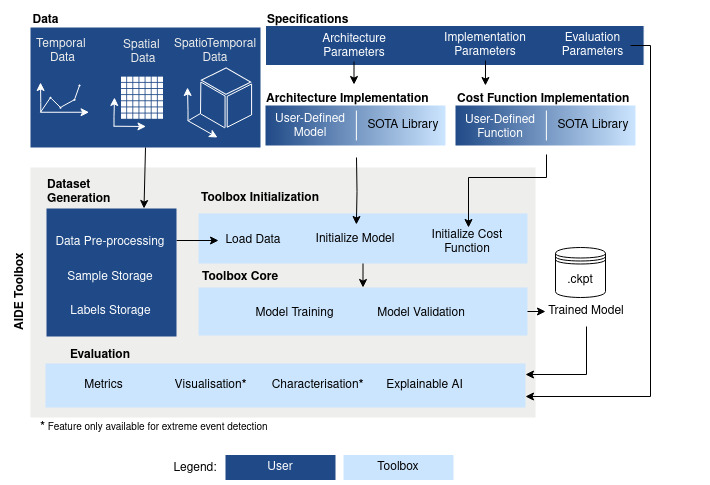 Data
Temporal
Data
Spatial
Data
SpatioTemporal
Data
Specifications
Architecture
Parameters
Implementation
Parameters
Evaluation
Parameters
Architecture Implementation
User-Defined
Model
SOTA Library
Cost Function Implementation
User-Defined
Function
SOTA Library
AIDE Toolbox
Dataset
Generation
Data Pre-processing
Sample Storage
Labels Storage
Toolbox Initialization
Load Data
Initialize Model
Initialize Cost
Function
Toolbox Core
Model Training
Model Validation
.ckpt
Trained Model
Evaluation
Metrics
Visualisation*
Characterisation*
Explainable AI
* Feature only available for extreme event detection
Legend:
User
Toolbox